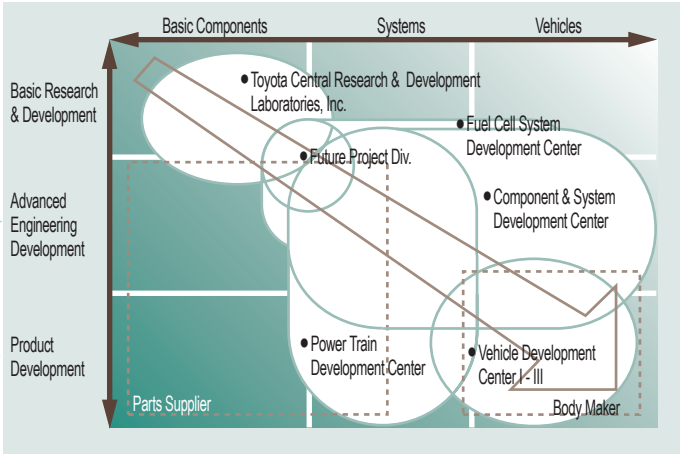 Basic Components
Systems
Vehicles
Basic Research
& Development
Toyota Central Research & Development
Laboratories, Inc.
Fuel Cell System
Development Center
Future Project Div.
Advanced
Engineering
Development
Component & System
Development Center
Product
Development
Power Train
Development Center
Vehicle Development
Center I - III
Parts Supplier
Body Maker